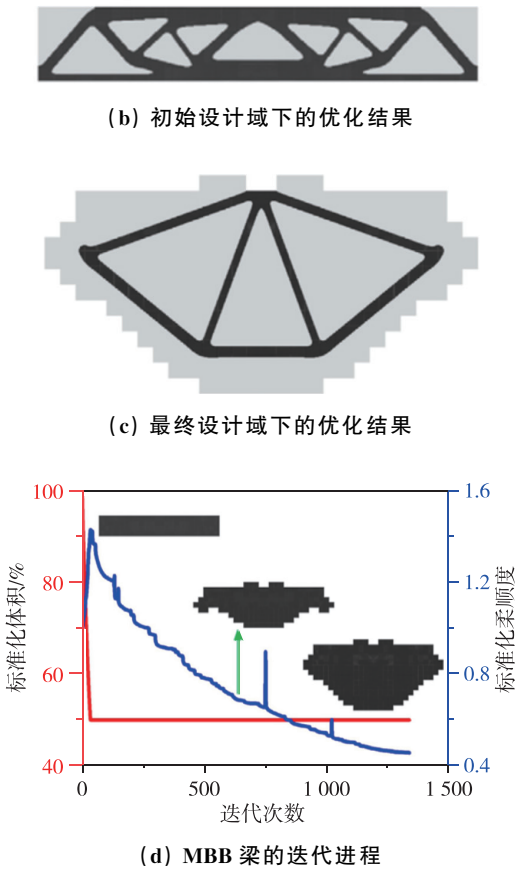 (b) 初始设计域下的优化结果
(c) 最终设计域下的优化结果
100
80
60
40
标准化体积/%
1.6
1.2
0.8
0.4
标准化柔顺度
0 500 1 000 1 500
迭代次数
(d) MBB 梁的迭代进程